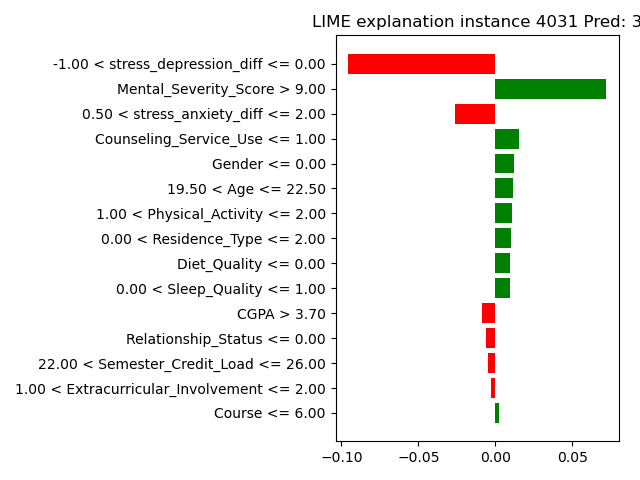 LIME explanation instance 4031 Pred: 3
-1.00 < stress_depression_diff <= 0.00
Mental_Severity_Score > 9.00
0.50 < stress_anxiety_diff <= 2.00
Counseling_Service_Use <= 1.00
Gender <= 0.00
19.50 < Age <= 22.50
1.00 < Physical_Activity <= 2.00
0.00 < Residence_Type <= 2.00
Diet_Quality <= 0.00
0.00 < Sleep_Quality <= 1.00
CGPA > 3.70
Relationship_Status <= 0.00
22.00 < Semester_Credit_Load <= 26.00
1.00 < Extracurricular_Involvement <= 2.00
Course <= 6.00
−0.10 −0.05 0.00 0.05